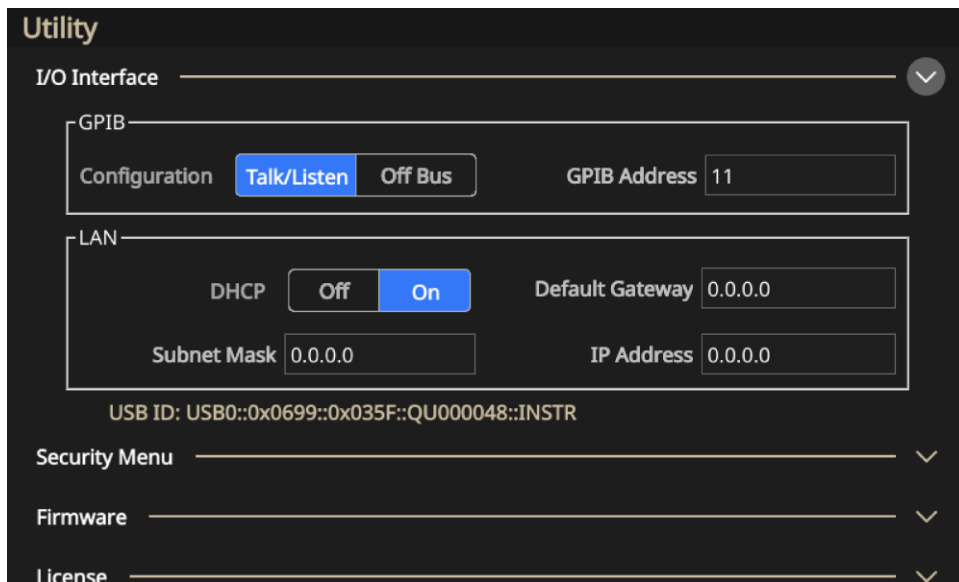 Utility
I/O Interface
GPIB
Configuration Talk/Listen Off Bus GPIB Address 11
LAN
DHCP Off On Default Gateway 0.0.0.0
Subnet Mask 0.0.0.0 IP Address 0.0.0.0
USB ID: USB0::0x0699::0x035F::QU000048::INSTR
Security Menu
Firmware
License